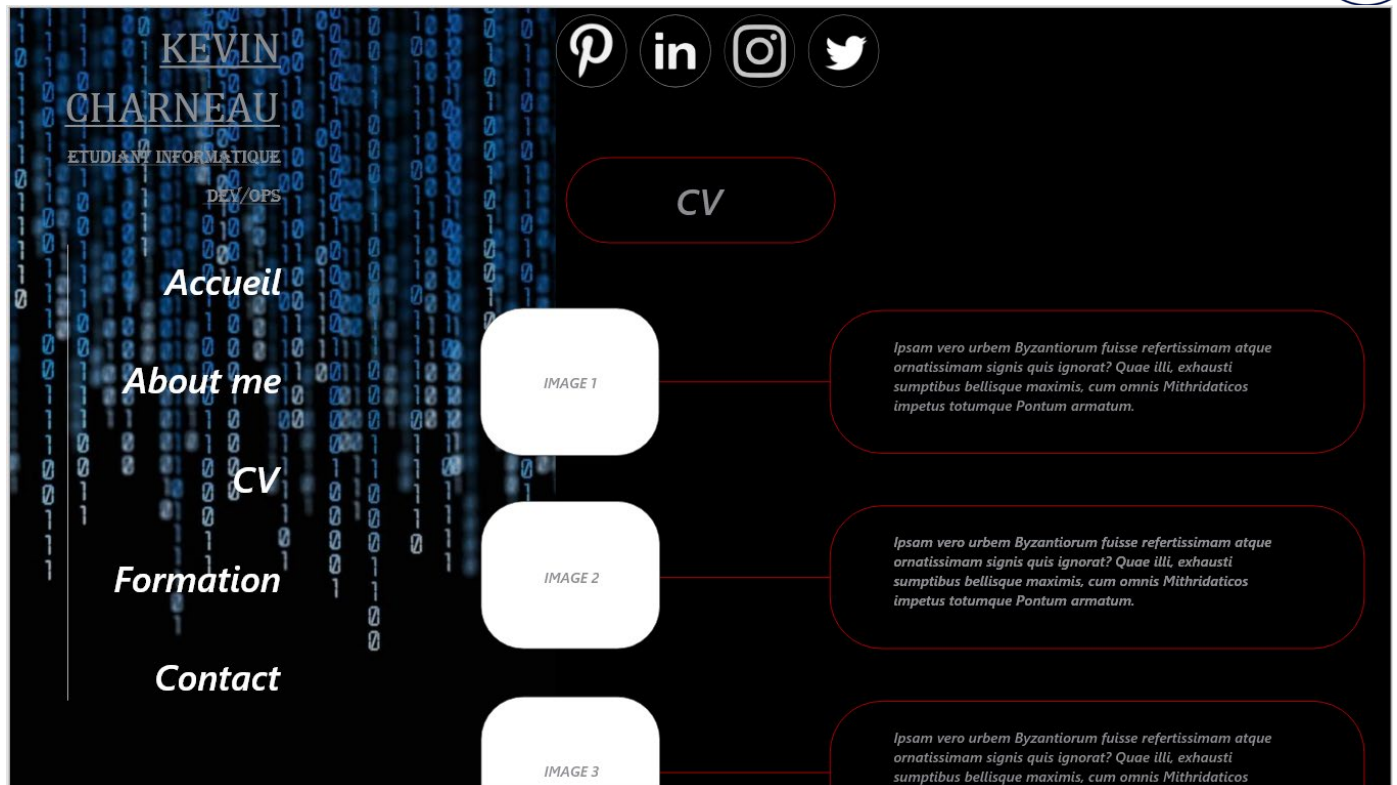 KEVIN
CHARNEAU
ETUDIANT INFORMATIQUE
DEV/OPS
Accueil
About me
CV
Formation
Contact
in
CV
IMAGE 1
Ipsam vero urbem Byzantiorum fuisse refertissimam atque
ornatissimam signis quis ignorat? Quae illi, exhausti
sumptibus bellisque maximis, cum omnis Mithridaticos
impetus totumque Pontum armatum.
IMAGE 2
Ipsam vero urbem Byzantiorum fuisse refertissimam atque
ornatissimam signis quis ignorat? Quae illi, exhausti
sumptibus bellisque maximis, cum omnis Mithridaticos
impetus totumque Pontum armatum.
IMAGE 3
Ipsam vero urbem Byzantiorum fuisse refertissimam atque
ornatissimam signis quis ignorat? Quae illi, exhausti
sumptibus bellisque maximis, cum omnis Mithridaticos